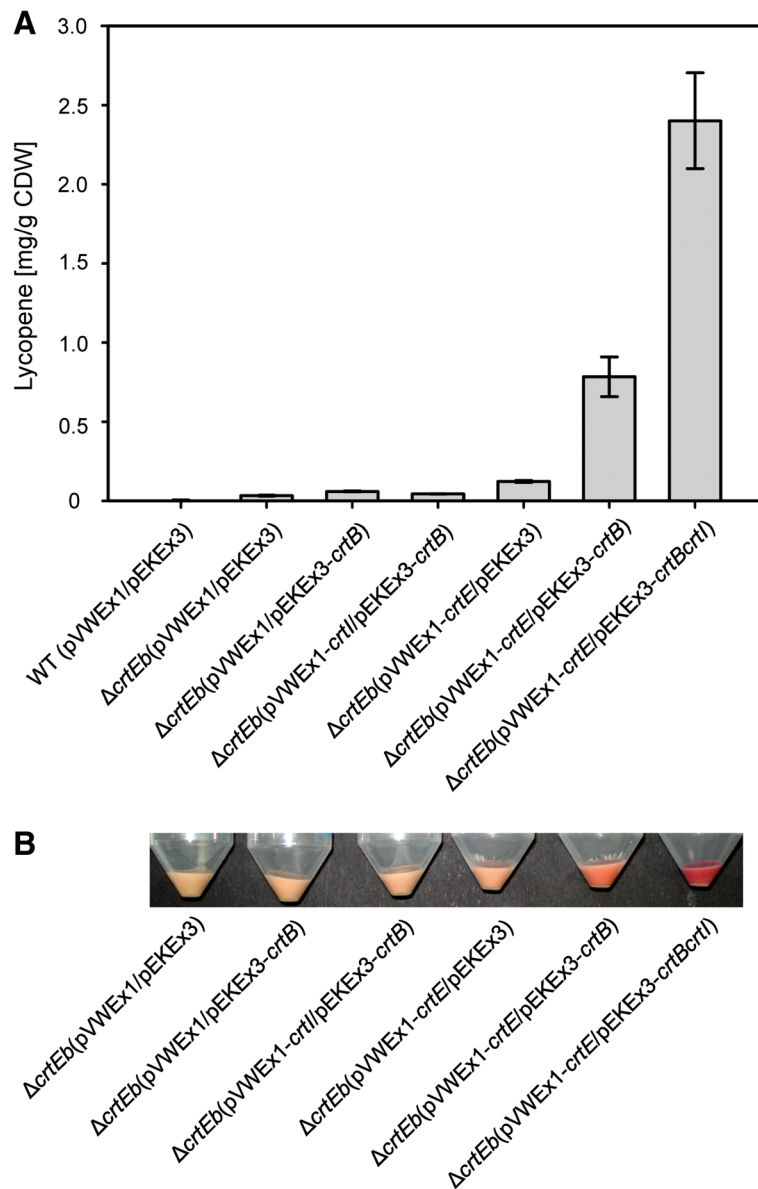 A
3.0
2.5
2.0
1.5
1.0
0.5
0
Lycopene [mg/g CDW]
WT (pVWEx1/pEKEx3)
ΔcrtEb(pVWEx1/pEKEx3)
ΔcrtEb(pVWEx1/pEKEx3-crtB)
ΔcrtEb(pVWEx1-crtI/pEKEx3-crtB)
ΔcrtEb(pVWEx1-crtE/pEKEx3)
ΔcrtEb(pVWEx1-crtE/pEKEx3-crtB)
ΔcrtEb(pVWEx1-crtE/pEKEx3-crtBcrtI)
B
ΔcrtEb(pVWEx1/pEKEx3)
ΔcrtEb(pVWEx1/pEKEx3-crtB)
ΔcrtEb(pVWEx1-crtI/pEKEx3-crtB)
ΔcrtEb(pVWEx1-crtE/pEKEx3)
ΔcrtEb(pVWEx1-crtE/pEKEx3-crtB)
ΔcrtEb(pVWEx1-crtE/pEKEx3-crtBcrtI)